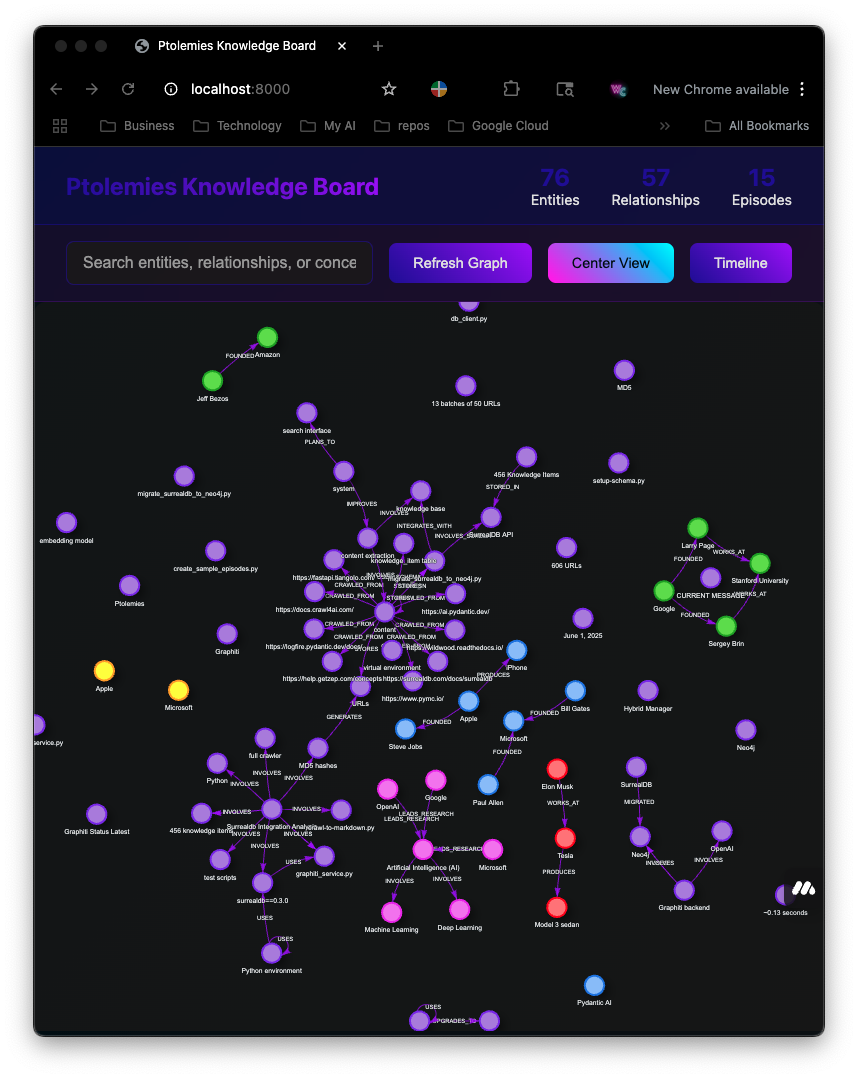 Ptolemies Knowledge Board
localhost:8000
New Chrome available
Business
Technology
My AI
repos
Google Cloud
All Bookmarks
Ptolemies Knowledge Board
76
57
15
Entities
Relationships
Episodes
Search entities, relationships, or conce
Refresh Graph
Center View
Timeline
db_client.py
FOUNDED
Amazon
Jeff Bezos
MD5
13 batches of 50 URLs
search interface
PLANS_TO
system
456 Knowledge Items
setup-schema.py
migrate_surrealdb_to_neo4j.py
STORED_IN
IMPROVES
knowledge base
INVOLVES
embedding model
INTEGRATES_WITH
SurrealDB API
Larry Page
create_sample_episodes.py
content extraction
knowledge_item table
606 URLs
WORKS_AT
FOUNDED
Stanford University
https://fastapi.tiangolo.com/
migrate_surrealdb_to_neo4j.py
CURRENT MESSAGE
Ptolemies
CRAWLED_FROM
Google
https://docs.crawl4ai.com/
https://ai.pydantic.dev/
FOUNDED
content
CRAWLED_FROM
CRAWLED_FROM
June 1, 2025
Sergey Brin
Graphiti
CRAWLED_FROM
CRAWLED_FROM
https://logfire.pydantic.dev/docs/
https://wildwood.readthedocs.io/
virtual environment
iPhone
PRODUCES
https://help.getzep.com/concepts
https://surrealdb.com/docs/surrealdb
Apple
https://www.pymc.io/
URLs
Microsoft
GENERATES
Apple
Bill Gates
Hybrid Manager
FOUNDED
FOUNDED
Microsoft
service.py
Steve Jobs
Neo4j
full crawler
FOUNDED
MD5 hashes
Python
INVOLVES
INVOLVES
INVOLVES
SurrealDB
Elon Musk
Google
OpenAI
Paul Allen
MIGRATED
WORKS_AT
INVOLVES
INVOLVES
LEADS_RESEARCH
LEADS_RESEARCH
Surrealdb Integration Analysis
crawl-to-markdown.py
456 knowledge items
Graphiti Status Latest
INVOLVES
INVOLVES
INVOLVES
OpenAI
Neo4j
Tesla
Artificial Intelligence (AI)
Microsoft
USES
INVOLVES
graphiti_service.py
test scripts
PRODUCES
INVOLVES
INVOLVES
surrealdb==0.3.0
Graphiti backend
~0.13 seconds
USES
Machine Learning
Deep Learning
Model 3 sedan
USES
Python environment
Pydantic AI
USES
UPGRADES_TO